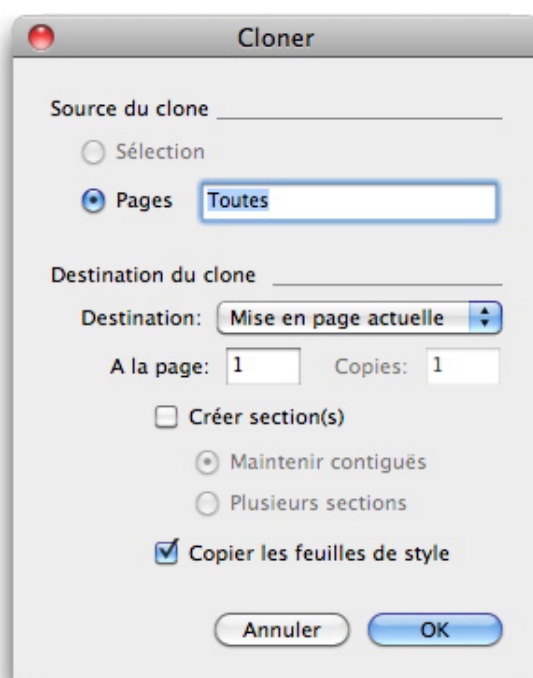 Cloner
Source du clone
Sélection
Pages Toutes
Destination du clone
Destination: Mise en page actuelle
A la page: 1 Copies: 1
Créer section(s)
Maintenir contiguës
Plusieurs sections
Copier les feuilles de style
Annuler OK